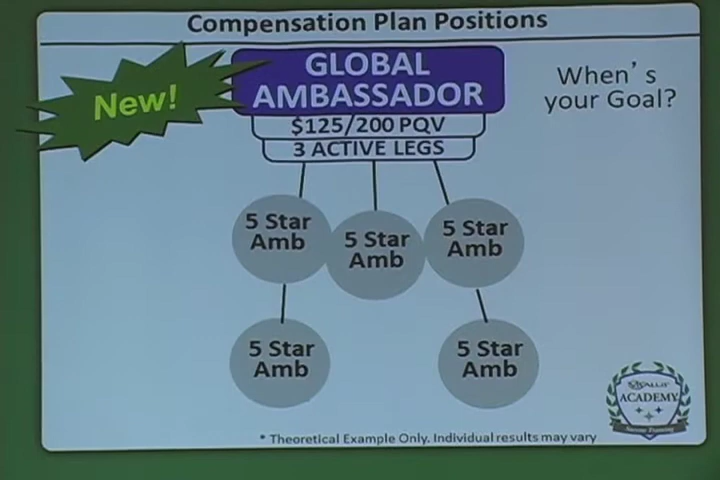 Compensation Plan Positions
New!
GLOBAL
AMBASSADOR
$125/200 PQV
3 ACTIVE LEGS
When's
your Goal?
5 Star
Amb
5 Star
Amb
5 Star
Amb
5 Star
Amb
5 Star
Amb
ACADEMY
* Theoretical Example Only. Individual results may vary